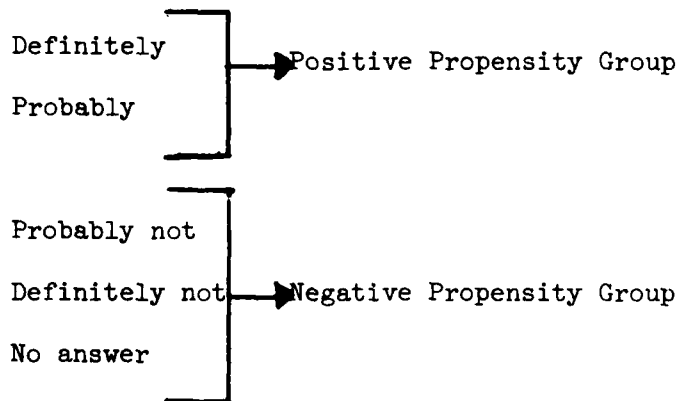 Definitely
Positive Propensity Group
Probably
Probably not
Definitely not
Negative Propensity Group
No answer